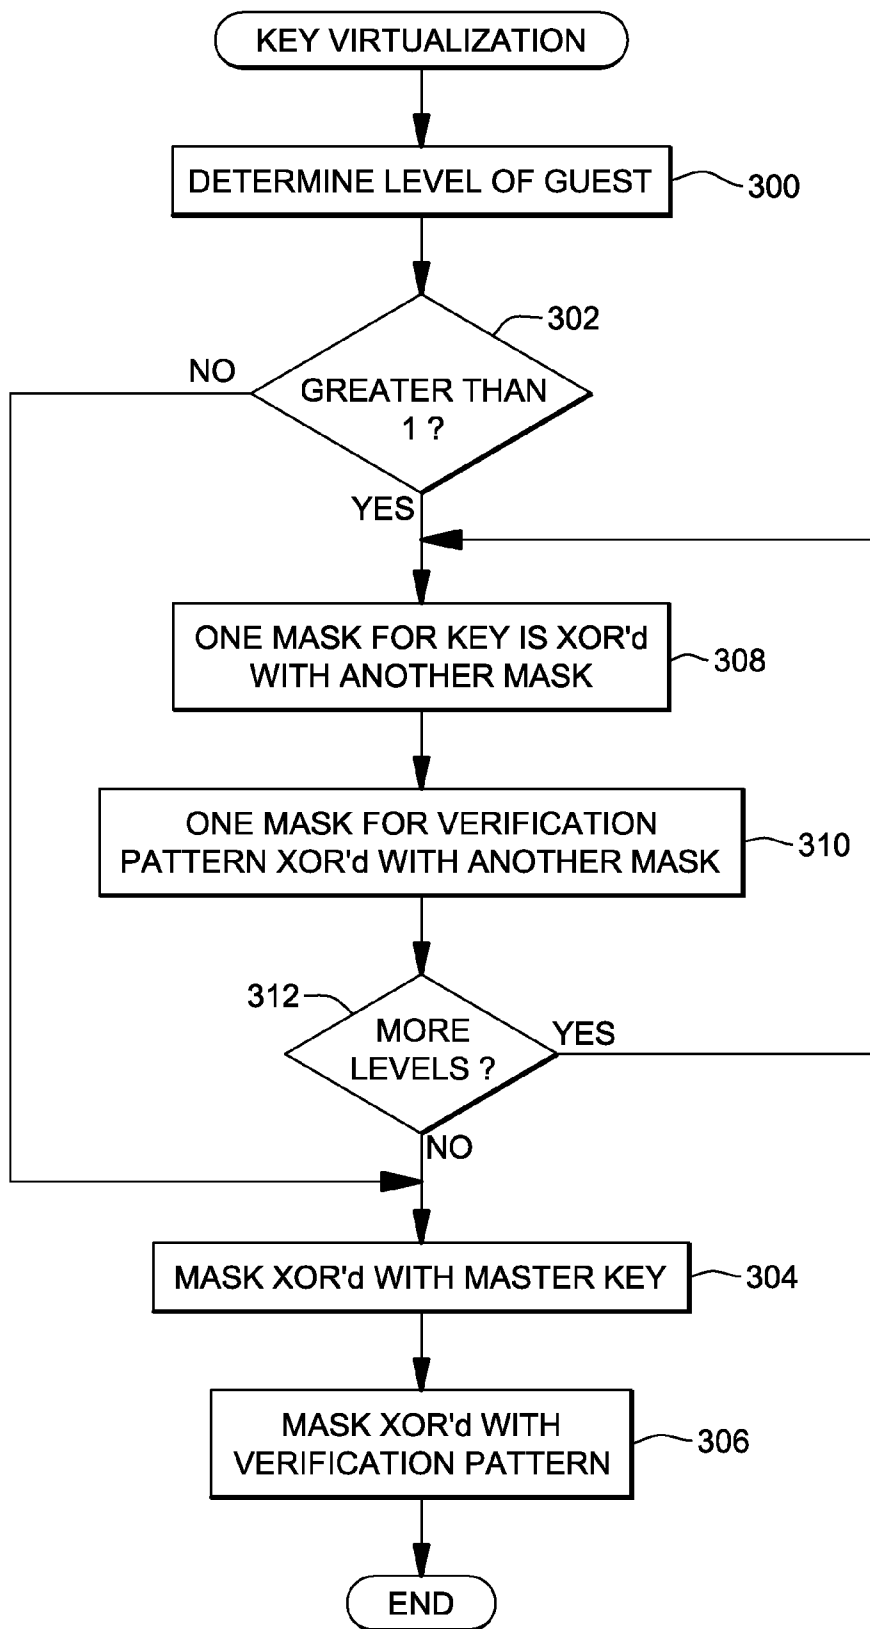 KEY VIRTUALIZATION
DETERMINE LEVEL OF GUEST
300
302
NO
GREATER THAN
1 ?
YES
ONE MASK FOR KEY IS XOR'd
WITH ANOTHER MASK
308
ONE MASK FOR VERIFICATION
PATTERN XOR'd WITH ANOTHER MASK
310
312
MORE
LEVELS ?
YES
NO
MASK XOR'd WITH MASTER KEY
304
MASK XOR'd WITH
VERIFICATION PATTERN
306
END